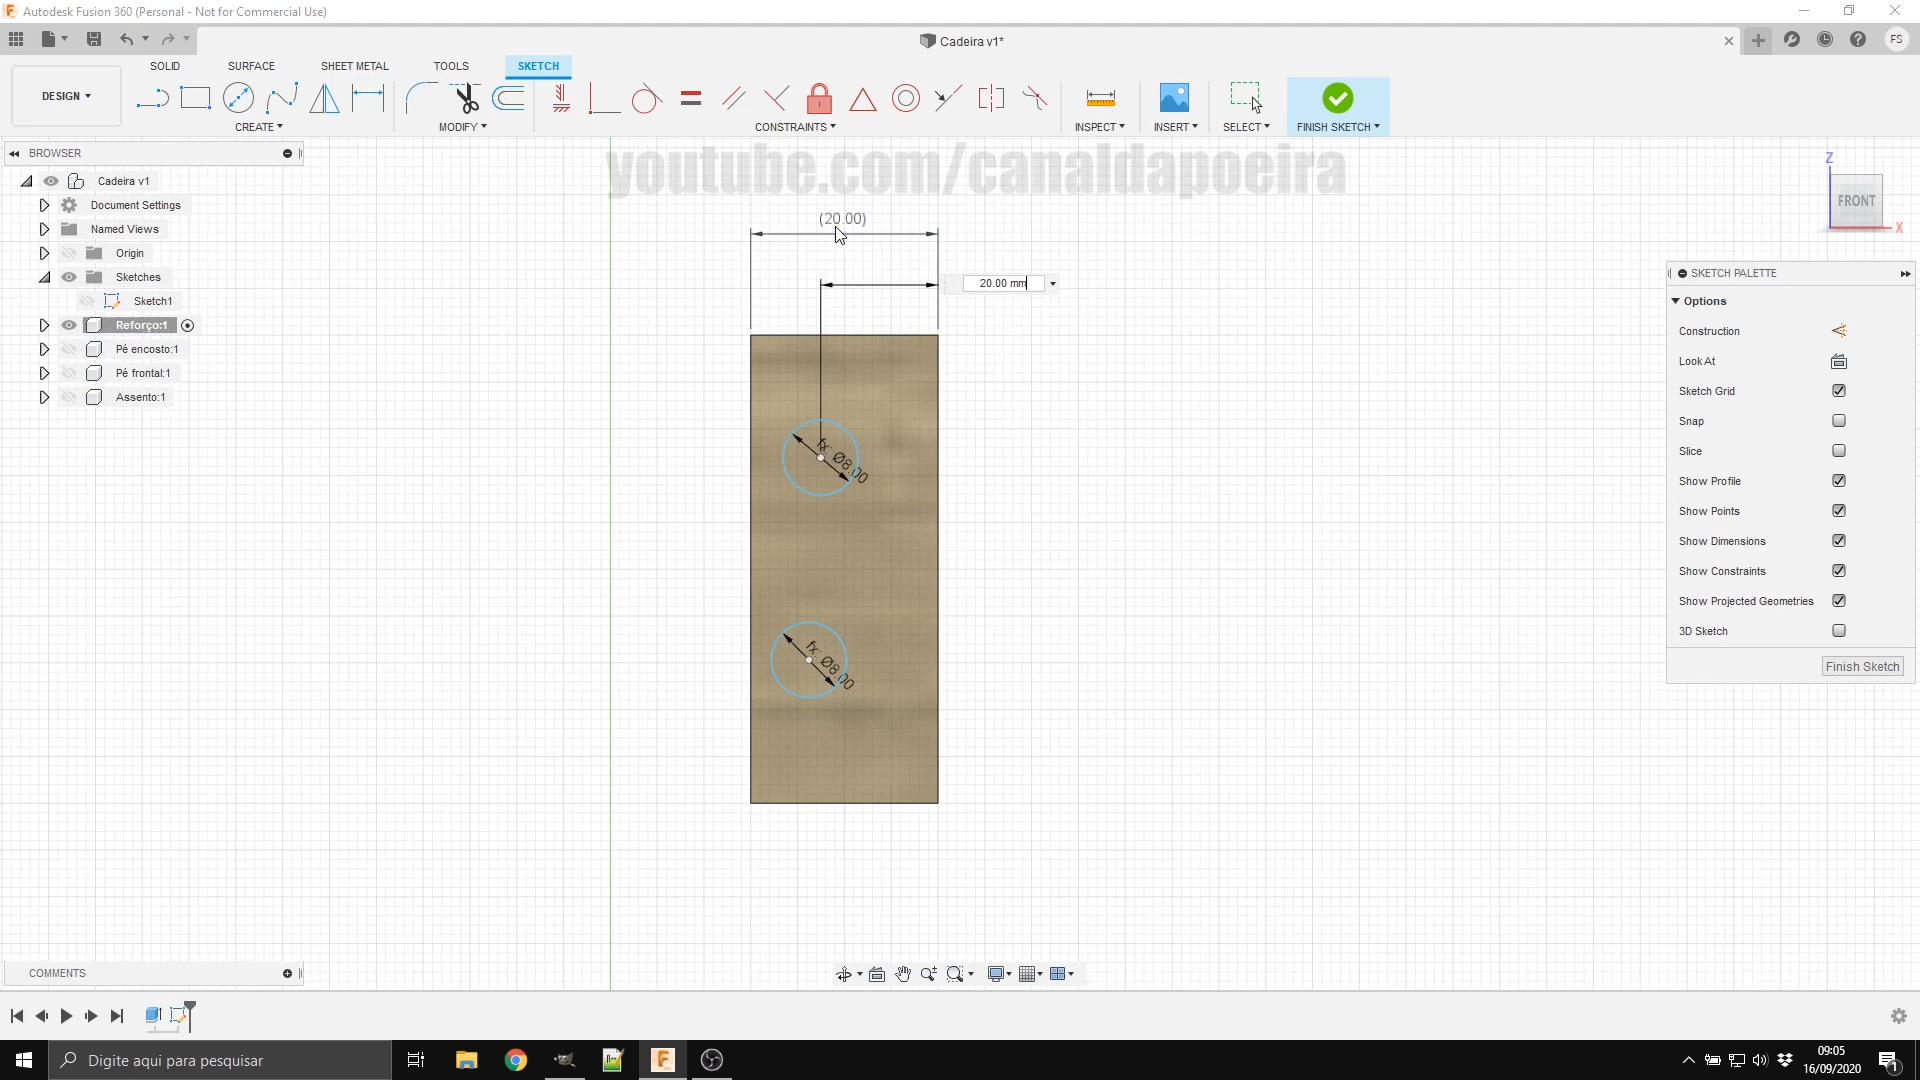 Autodesk Fusion 360 (Personal - Not for Commercial Use)
Cadeira v1*
FS
SOLID
SURFACE
SHEET METAL
TOOLS
SKETCH
DESIGN
CREATE
MODIFY
CONSTRAINTS
INSPECT
INSERT
SELECT
FINISH SKETCH
BROWSER
youtube.com/canaldapoeira
Cadeira v1
Document Settings
Named Views
Origin
Sketches
Sketch1
Reforço:1
Pé encosto:1
Pé frontal:1
Assento:1
(20.00)
20.00 mm
fx: Ø8.00
fx: Ø8.00
Z
FRONT
X
SKETCH PALETTE
Options
Construction
Look At
Sketch Grid
Snap
Slice
Show Profile
Show Points
Show Dimensions
Show Constraints
Show Projected Geometries
3D Sketch
Finish Sketch
COMMENTS
Digite aqui para pesquisar
09:05
16/09/2020
1